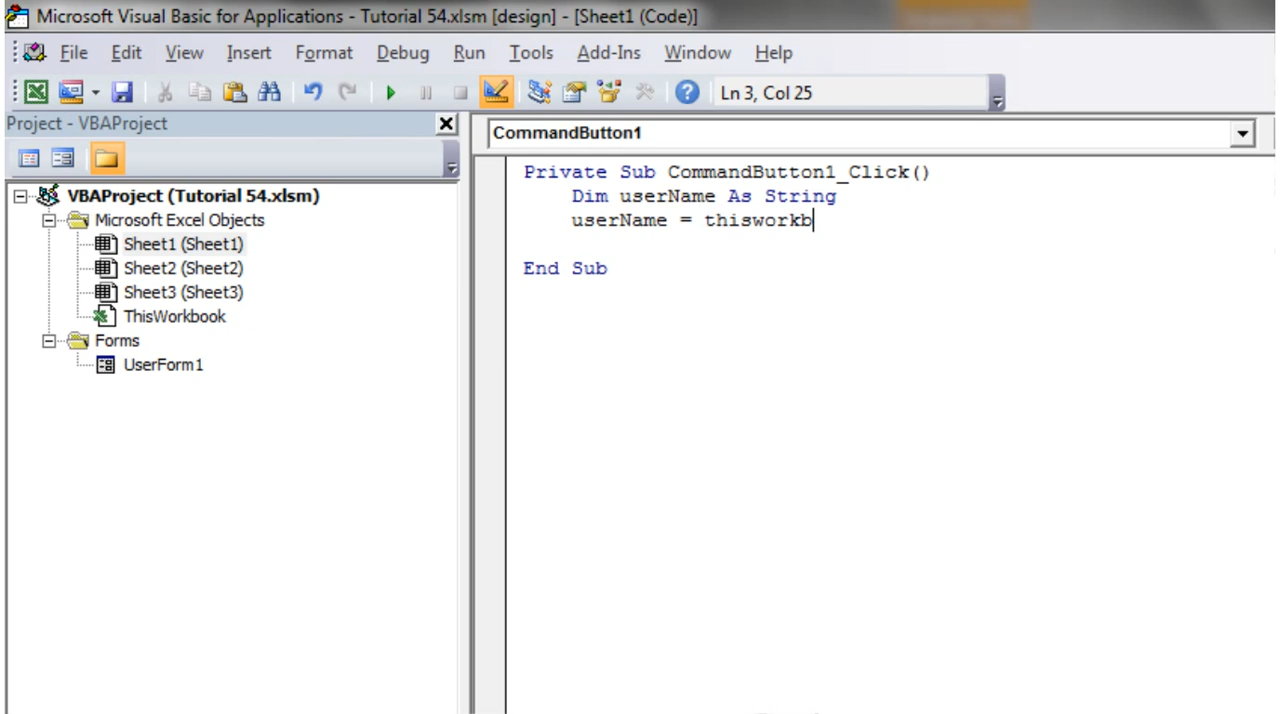 Microsoft Visual Basic for Applications - Tutorial 54.xlsm [design] - [Sheet1 (Code)]
File Edit View Insert Format Debug Run Tools Add-Ins Window Help
Ln 3, Col 25
Project - VBAProject
VBAProject (Tutorial 54.xlsm)
Microsoft Excel Objects
Sheet1 (Sheet1)
Sheet2 (Sheet2)
Sheet3 (Sheet3)
ThisWorkbook
Forms
UserForm1
CommandButton1
Private Sub CommandButton1_Click()
Dim userName As String
userName = thisworkb
End Sub